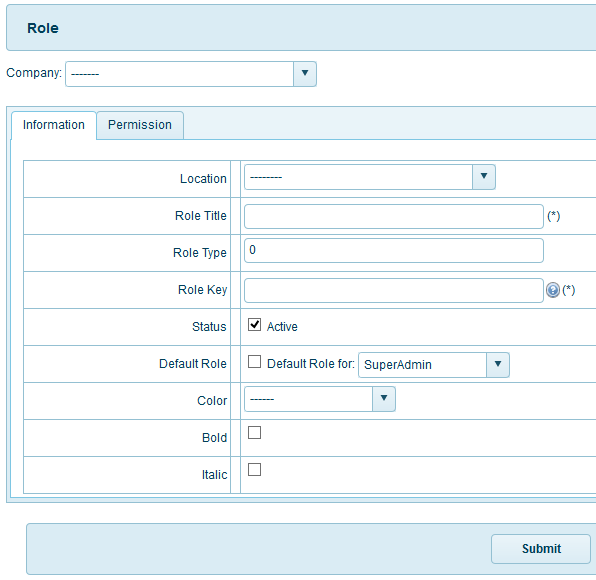 Role
Company: -------
Information Permission
Location --------
Role Title (*)
Role Type 0
Role Key (*)
Status Active
Default Role Default Role for: SuperAdmin
Color ------
Bold
Italic
Submit